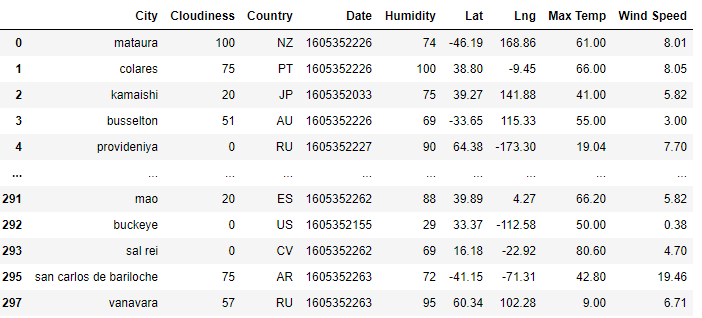 City Cloudiness Country Date Humidity Lat Lng Max Temp Wind Speed
0 mataura 100 NZ 1605352226 74 -46.19 168.86 61.00 8.01
1 colares 75 PT 1605352226 100 38.80 -9.45 66.00 8.05
2 kamaishi 20 JP 1605352033 75 39.27 141.88 41.00 5.82
3 busselton 51 AU 1605352226 69 -33.65 115.33 55.00 3.00
4 provideniya 0 RU 1605352227 90 64.38 -173.30 19.04 7.70
... ... ... ... ... ... ... ... ... ...
291 mao 20 ES 1605352262 88 39.89 4.27 66.20 5.82
292 buckeye 0 US 1605352155 29 33.37 -112.58 50.00 0.38
293 sal rei 0 CV 1605352262 69 16.18 -22.92 80.60 4.70
295 san carlos de bariloche 75 AR 1605352263 72 -41.15 -71.31 42.80 19.46
297 vanavara 57 RU 1605352263 95 60.34 102.28 9.00 6.71